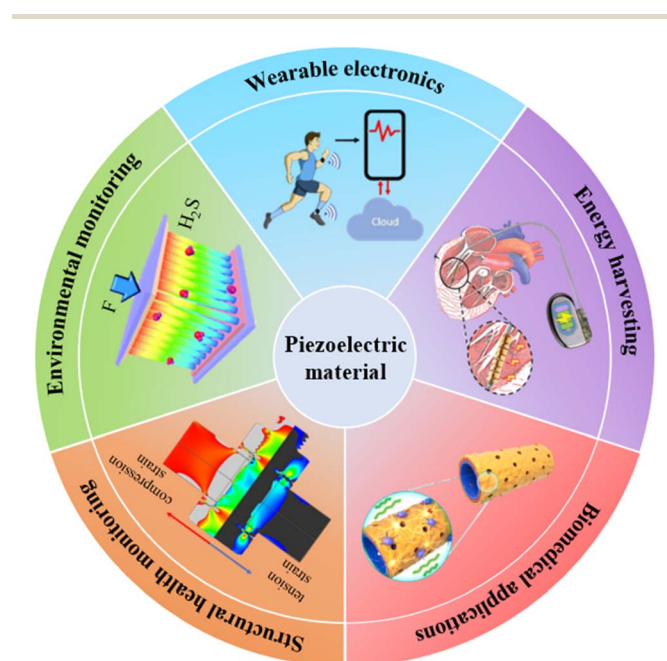 Wearable electronics
Cloud
Energy harvesting
Biomedical applications
Structural health monitoring
compression
strain
tension
strain
Environmental monitoring
H₂S
F
Piezoelectric
material